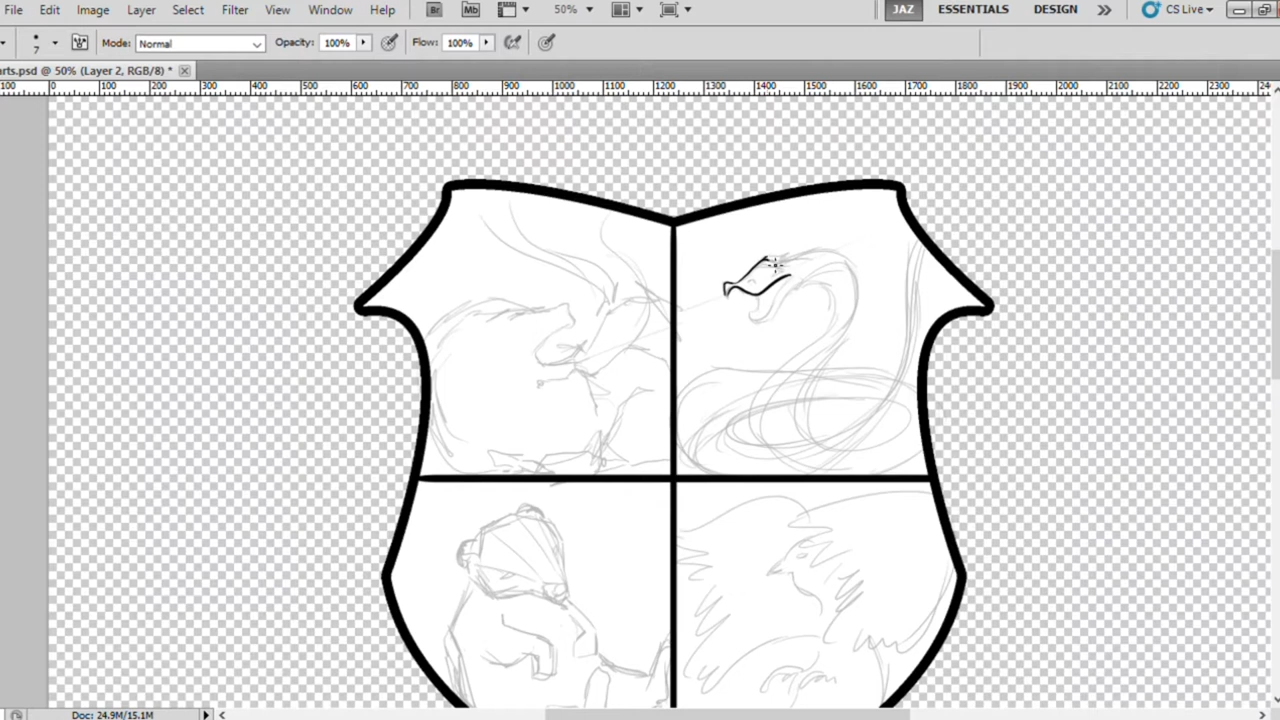 File Edit Image Layer Select Filter View Window Help Br Mb 50% JAZ ESSENTIALS DESIGN CS Live
7 Mode: Normal Opacity: 100% Flow: 100%
arts.psd @ 50% (Layer 2, RGB/8) *
100 0 100 200 300 400 500 600 700 800 900 1000 1100 1200 1300 1400 1500 1600 1700 1800 1900 2000 2100 2200 2300
Doc: 24.9M/15.1M